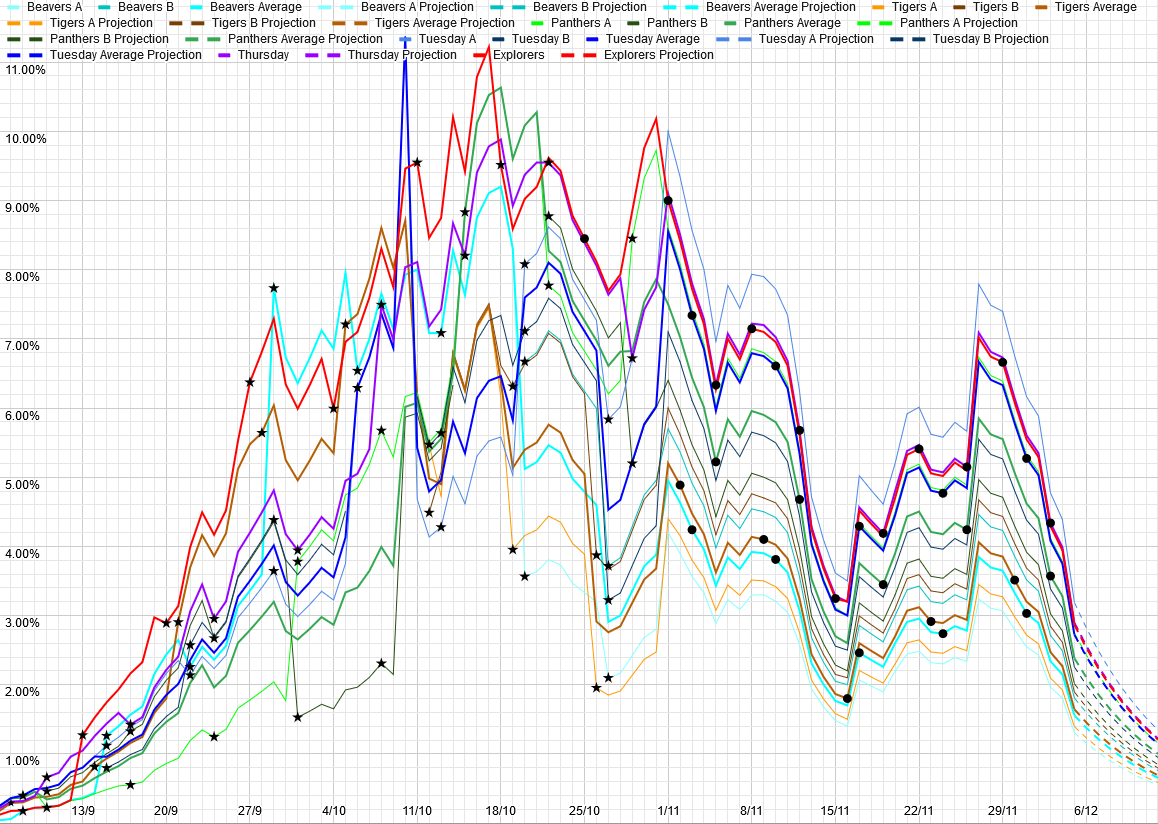 Beavers A Beavers B Beavers Average Beavers A Projection Beavers B Projection Beavers Average Projection Tigers A Tigers B Tigers Average
Tigers A Projection Tigers B Projection Tigers Average Projection Panthers A Panthers B Panthers Average Panthers A Projection
Panthers B Projection Panthers Average Projection Tuesday A Tuesday B Tuesday Average Tuesday A Projection Tuesday B Projection
Tuesday Average Projection Thursday Thursday Projection Explorers Explorers Projection
11.00%
10.00%
9.00%
8.00%
7.00%
6.00%
5.00%
4.00%
3.00%
2.00%
1.00%
13/9 20/9 27/9 4/10 11/10 18/10 25/10 1/11 8/11 15/11 22/11 29/11 6/12